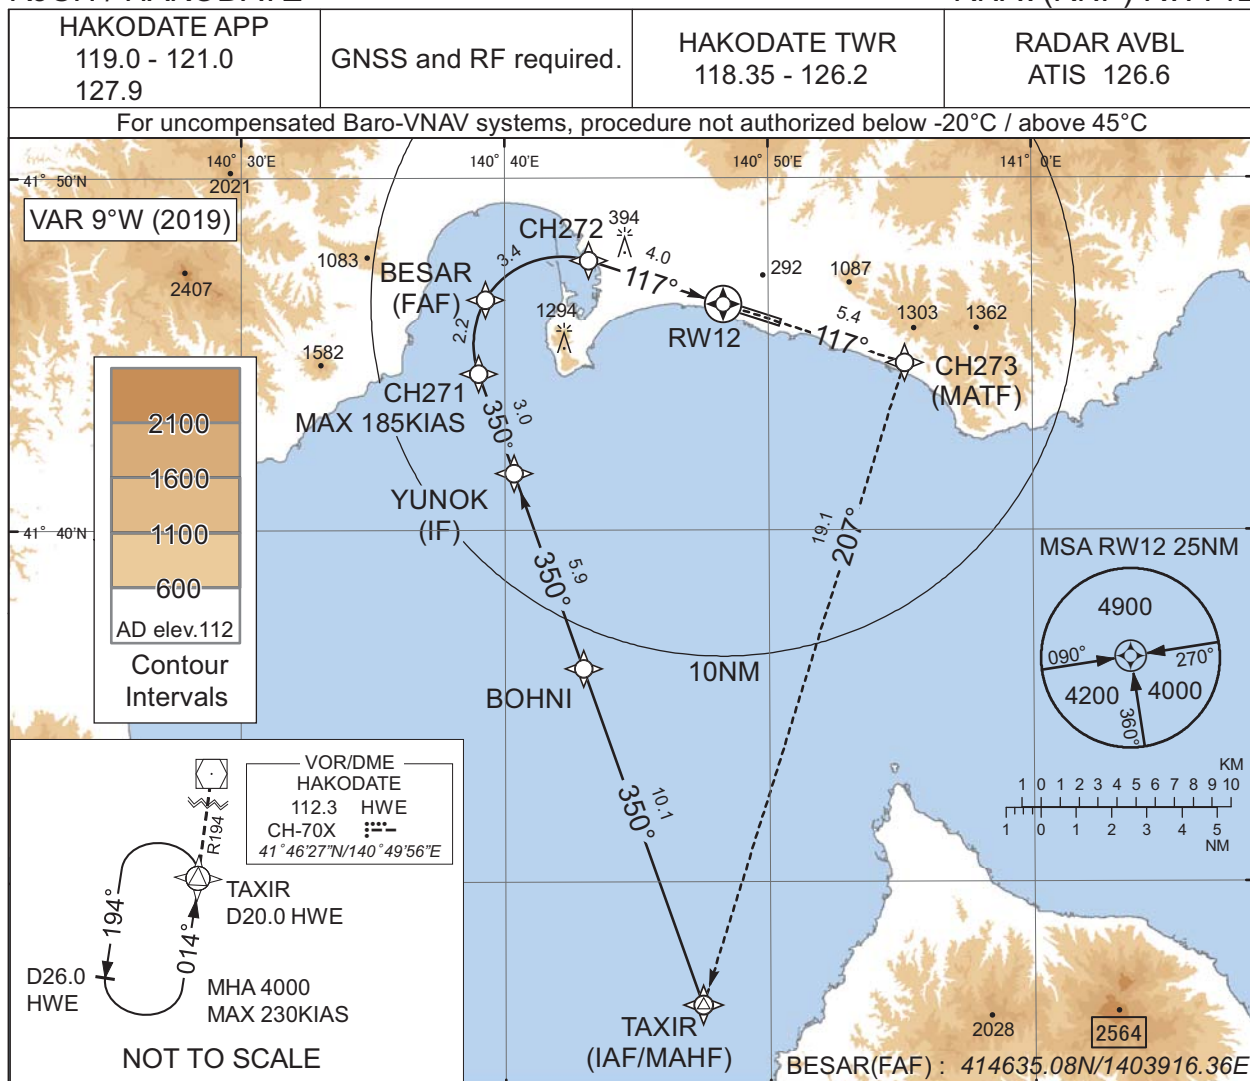 HAKODATE APP
119.0 - 121.0
127.9
GNSS and RF required.
HAKODATE TWR
118.35 - 126.2
RADAR AVBL
ATIS 126.6
For uncompensated Baro-VNAV systems, procedure not authorized below -20°C / above 45°C
140° 30'E
140° 40'E
140° 50'E
141° 0'E
41° 50'N
2021
VAR 9°W (2019)
CH272
394
4.0
117°
3.4
1083
BESAR
(FAF)
2407
292
1087
1294
5.4
1303
1362
RW12
117°
2.2
1582
CH271
MAX 185KIAS
CH273
(MATF)
3.0
350°
2100
1600
1100
600
AD elev.112
Contour
Intervals
YUNOK
(IF)
41° 40'N
19.1
207°
5.9
350°
MSA RW12 25NM
4900
090°
270°
4200
4000
360°
10NM
BOHNI
10.1
350°
KM
1 0 1 2 3 4 5 6 7 8 9 10
1 0 1 2 3 4 5
NM
VOR/DME
HAKODATE
112.3 HWE
CH-70X
41°46'27"N/140°49'56"E
R194
TAXIR
D20.0 HWE
194°
014°
D26.0
HWE
MHA 4000
MAX 230KIAS
NOT TO SCALE
TAXIR
(IAF/MAHF)
2028
2564
BESAR(FAF) : 414635.08N/1403916.36E